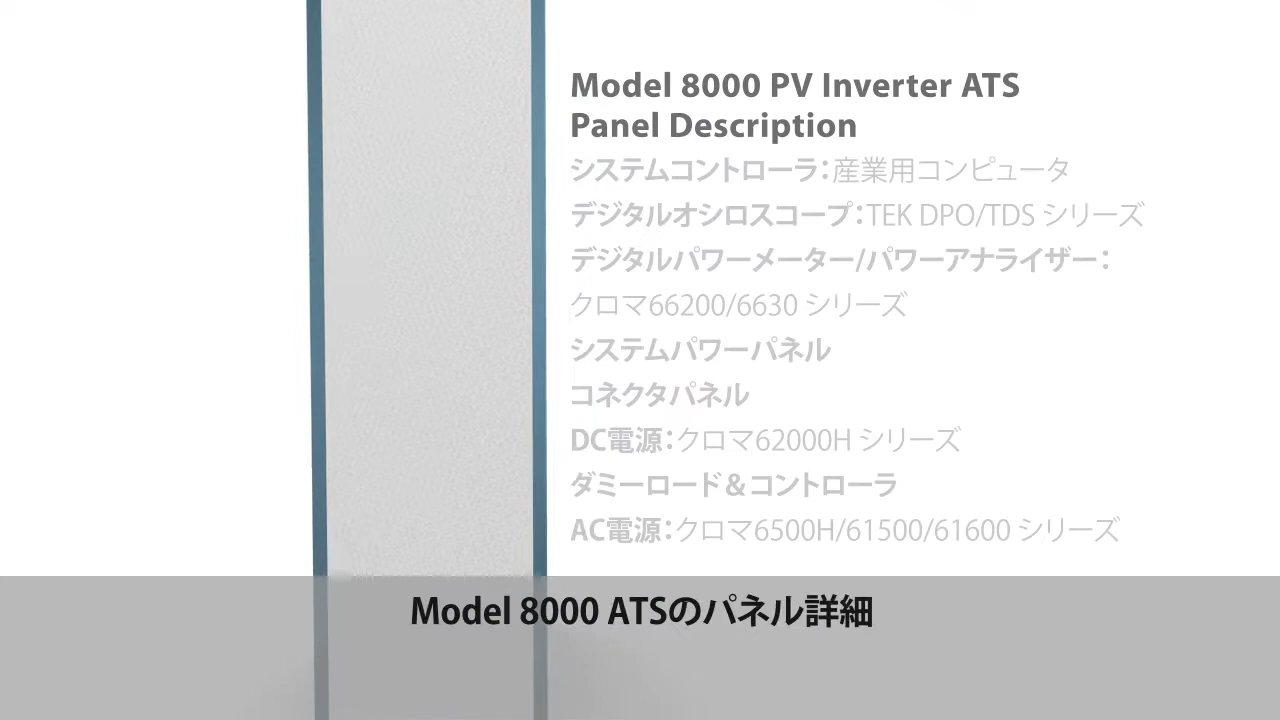 Model 8000 PV Inverter ATS
Panel Description
システムコントローラ：産業用コンピュータ
デジタルオシロスコープ：TEK DPO/TDS シリーズ
デジタルパワーメーター/パワーアナライザー：
クロマ66200/6630 シリーズ
システムパワーパネル
コネクタパネル
DC電源：クロマ62000H シリーズ
ダミーロード＆コントローラ
AC電源：クロマ6500H/61500/61600 シリーズ
Model 8000 ATSのパネル詳細